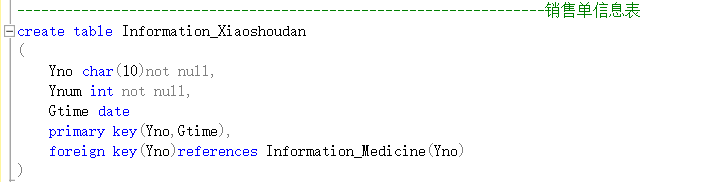 ------------------------------------------------------------------销售单信息表
create table Information_Xiaoshoudan
(
    Yno char(10)not null,
    Ynum int not null,
    Gtime date
    primary key(Yno,Gtime),
    foreign key(Yno)references Information_Medicine(Yno)
)